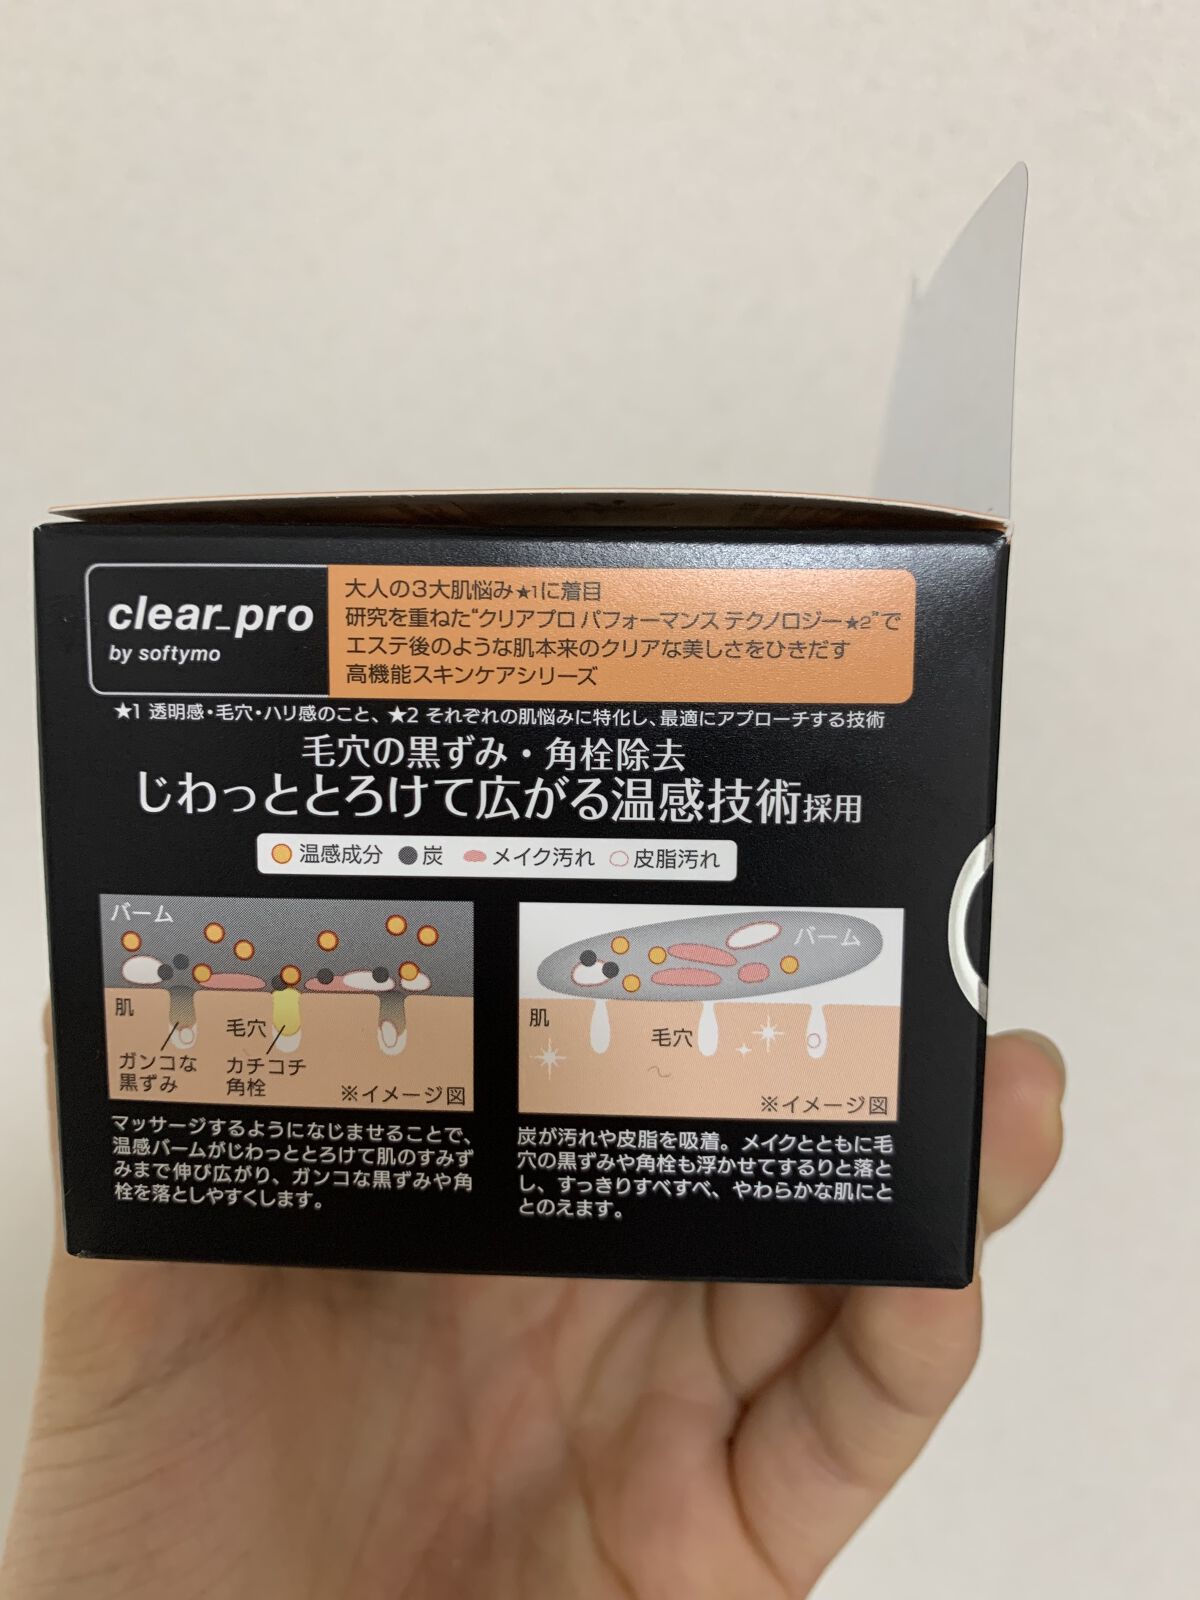 clear_pro
by softymo
大人の3大肌悩み★1に着目
研究を重ねた“クリアプロ パフォーマンス テクノロジー★2”で
エステ後のような肌本来のクリアな美しさをひきだす
高機能スキンケアシリーズ
★1 透明感・毛穴・ハリ感のこと、★2 それぞれの肌悩みに特化し、最適にアプローチする技術
毛穴の黒ずみ・角栓除去
じわっととろけて広がる温感技術採用
温感成分 炭 メイク汚れ 皮脂汚れ
バーム
肌
毛穴
ガンコな
黒ずみ
カチコチ
角栓
※イメージ図
マッサージするようになじませることで、
温感バームがじわっととろけて肌のすみず
みまで伸び広がり、ガンコな黒ずみや角
栓を落としやすくします。
バーム
肌
毛穴
※イメージ図
炭が汚れや皮脂を吸着。メイクとともに毛
穴の黒ずみや角栓も浮かせてするりと落と
し、すっきりすべすべ、やわらかな肌にと
とのえます。